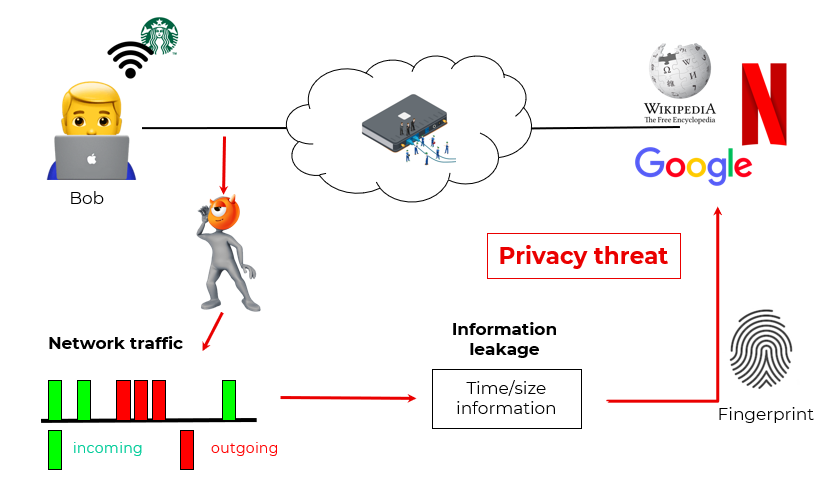 WIKIPEDIA
The Free Encyclopedia
Google
Bob
Privacy threat
Network traffic
Information
leakage
Time/size
information
Fingerprint
incoming
outgoing